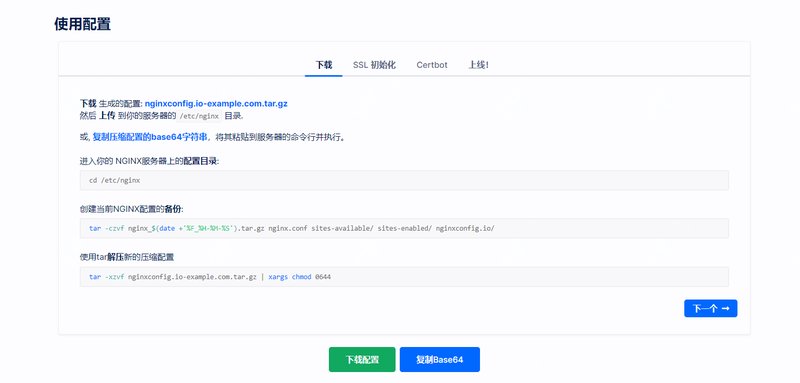 使用配置
下载 SSL 初始化 Certbot 上线！
下载 生成的配置: nginxconfig.io-example.com.tar.gz
然后 上传 到你的服务器的 /etc/nginx 目录.
或, 复制压缩配置的base64字符串，将其粘贴到服务器的命令行并执行。
进入你的 NGINX服务器上的配置目录:
cd /etc/nginx
创建当前NGINX配置的备份:
tar -czvf nginx_$(date +'%F_%H-%M-%S').tar.gz nginx.conf sites-available/ sites-enabled/ nginxconfig.io/
使用tar解压新的压缩配置
tar -xzvf nginxconfig.io-example.com.tar.gz | xargs chmod 0644
下一个 →
下载配置 复制Base64